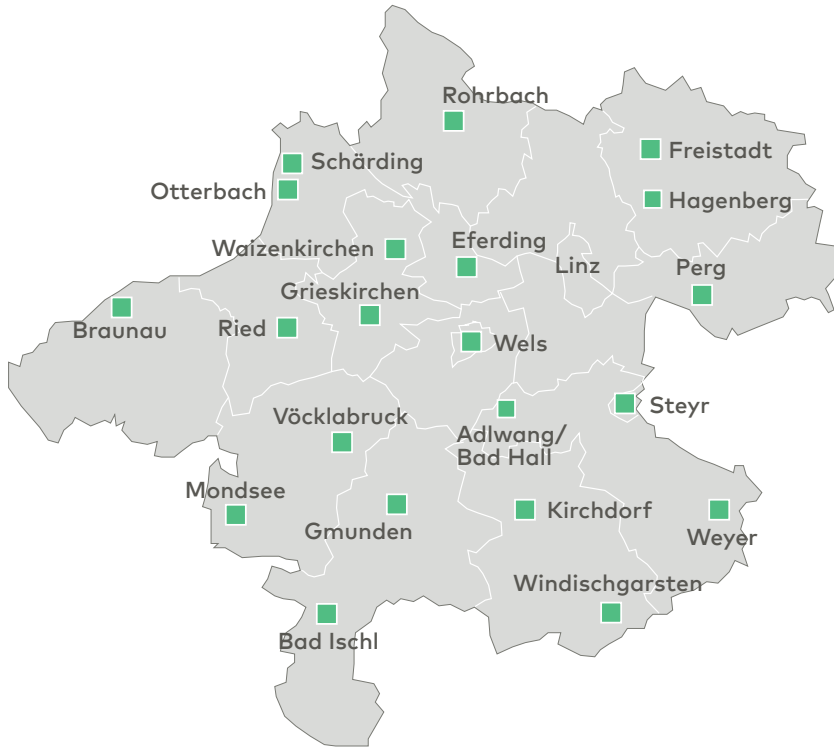 Rohrbach
Freistadt
Schärding
Otterbach
Hagenberg
Waizenkirchen
Eferding
Linz
Perg
Grieskirchen
Braunau
Ried
Wels
Steyr
Vöcklabruck
Adlwang/
Bad Hall
Mondsee
Gmunden
Kirchdorf
Weyer
Windischgarsten
Bad Ischl